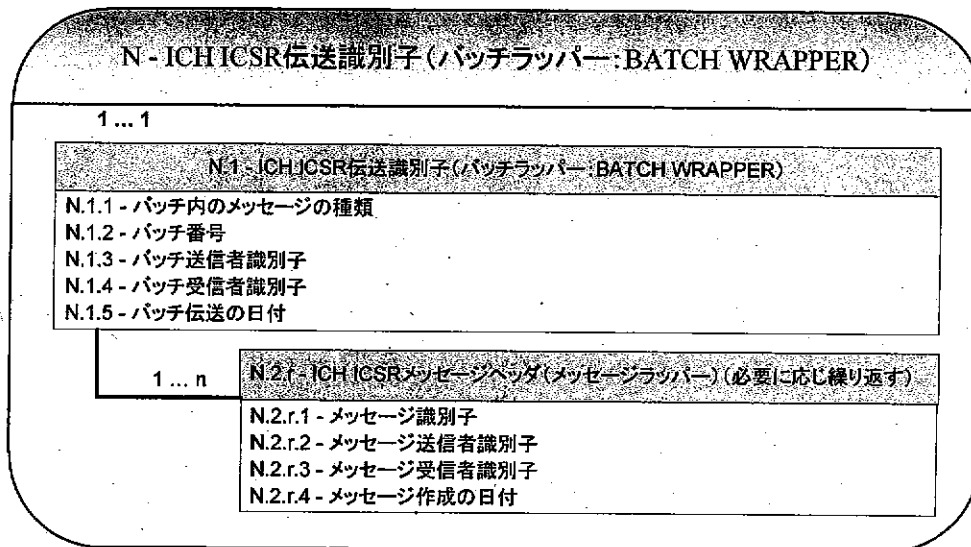 N - ICH ICSR伝送識別子(バッチラッパー:BATCH WRAPPER)
1 ... 1
N.1 - ICH ICSR伝送識別子(バッチラッパー:BATCH WRAPPER)
N.1.1 - バッチ内のメッセージの種類
N.1.2 - バッチ番号
N.1.3 - バッチ送信者識別子
N.1.4 - バッチ受信者識別子
N.1.5 - バッチ伝送の日付
1 ... n
N.2.r - ICH ICSRメッセージヘッダ(メッセージラッパー)(必要に応じ繰り返す)
N.2.r.1 - メッセージ識別子
N.2.r.2 - メッセージ送信者識別子
N.2.r.3 - メッセージ受信者識別子
N.2.r.4 - メッセージ作成の日付